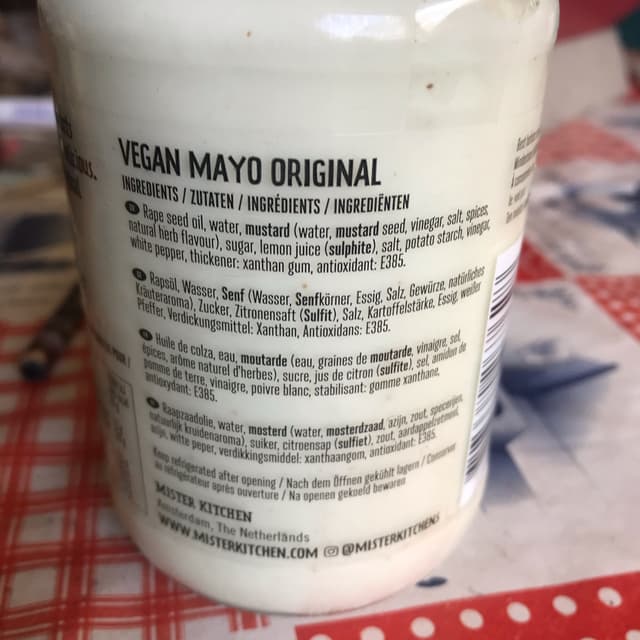 VEGAN MAYO ORIGINAL
INGREDIENTS / ZUTATEN / INGRÉDIENTS / INGREDIËNTEN
Rape seed oil, water, mustard (water, mustard seed, vinegar, salt, spices,
natural herb flavour), sugar, lemon juice (sulphite), salt, potato starch, vinegar,
white pepper, thickener: xanthan gum, antioxidant: E385.
Rapsöl, Wasser, Senf (Wasser, Senfkörner, Essig, Salz, Gewürze, natürliches
Kräuteraroma), Zucker, Zitronensaft (Sulfit), Salz, Kartoffelstärke, Essig, weißer
Pfeffer, Verdickungsmittel: Xanthan, Antioxidans: E385.
Huile de colza, eau, moutarde (eau, graines de moutarde, vinaigre, sel,
épices, arôme naturel d'herbes), sucre, jus de citron (sulfite), sel, amidon de
pomme de terre, vinaigre, poivre blanc, stabilisant: gomme xanthane,
antioxydant: E385.
Raapzaadolie, water, mosterd (water, mosterdzaad, azijn, zout, specerijen,
natuurlijk kruidenaroma), suiker, citroensap (sulfiet), zout, aardappelzetmeel,
azijn, witte peper, verdikkingsmiddel: xanthaangom, antioxidant: E385.
Keep refrigerated after opening / Nach dem Öffnen gekühlt lagern / Conserver
au réfrigérateur après ouverture / Na openen gekoeld bewaren
MISTER KITCHEN
Amsterdam, The Netherlands
WWW.MISTERKITCHEN.COM @MISTERKITCHENS